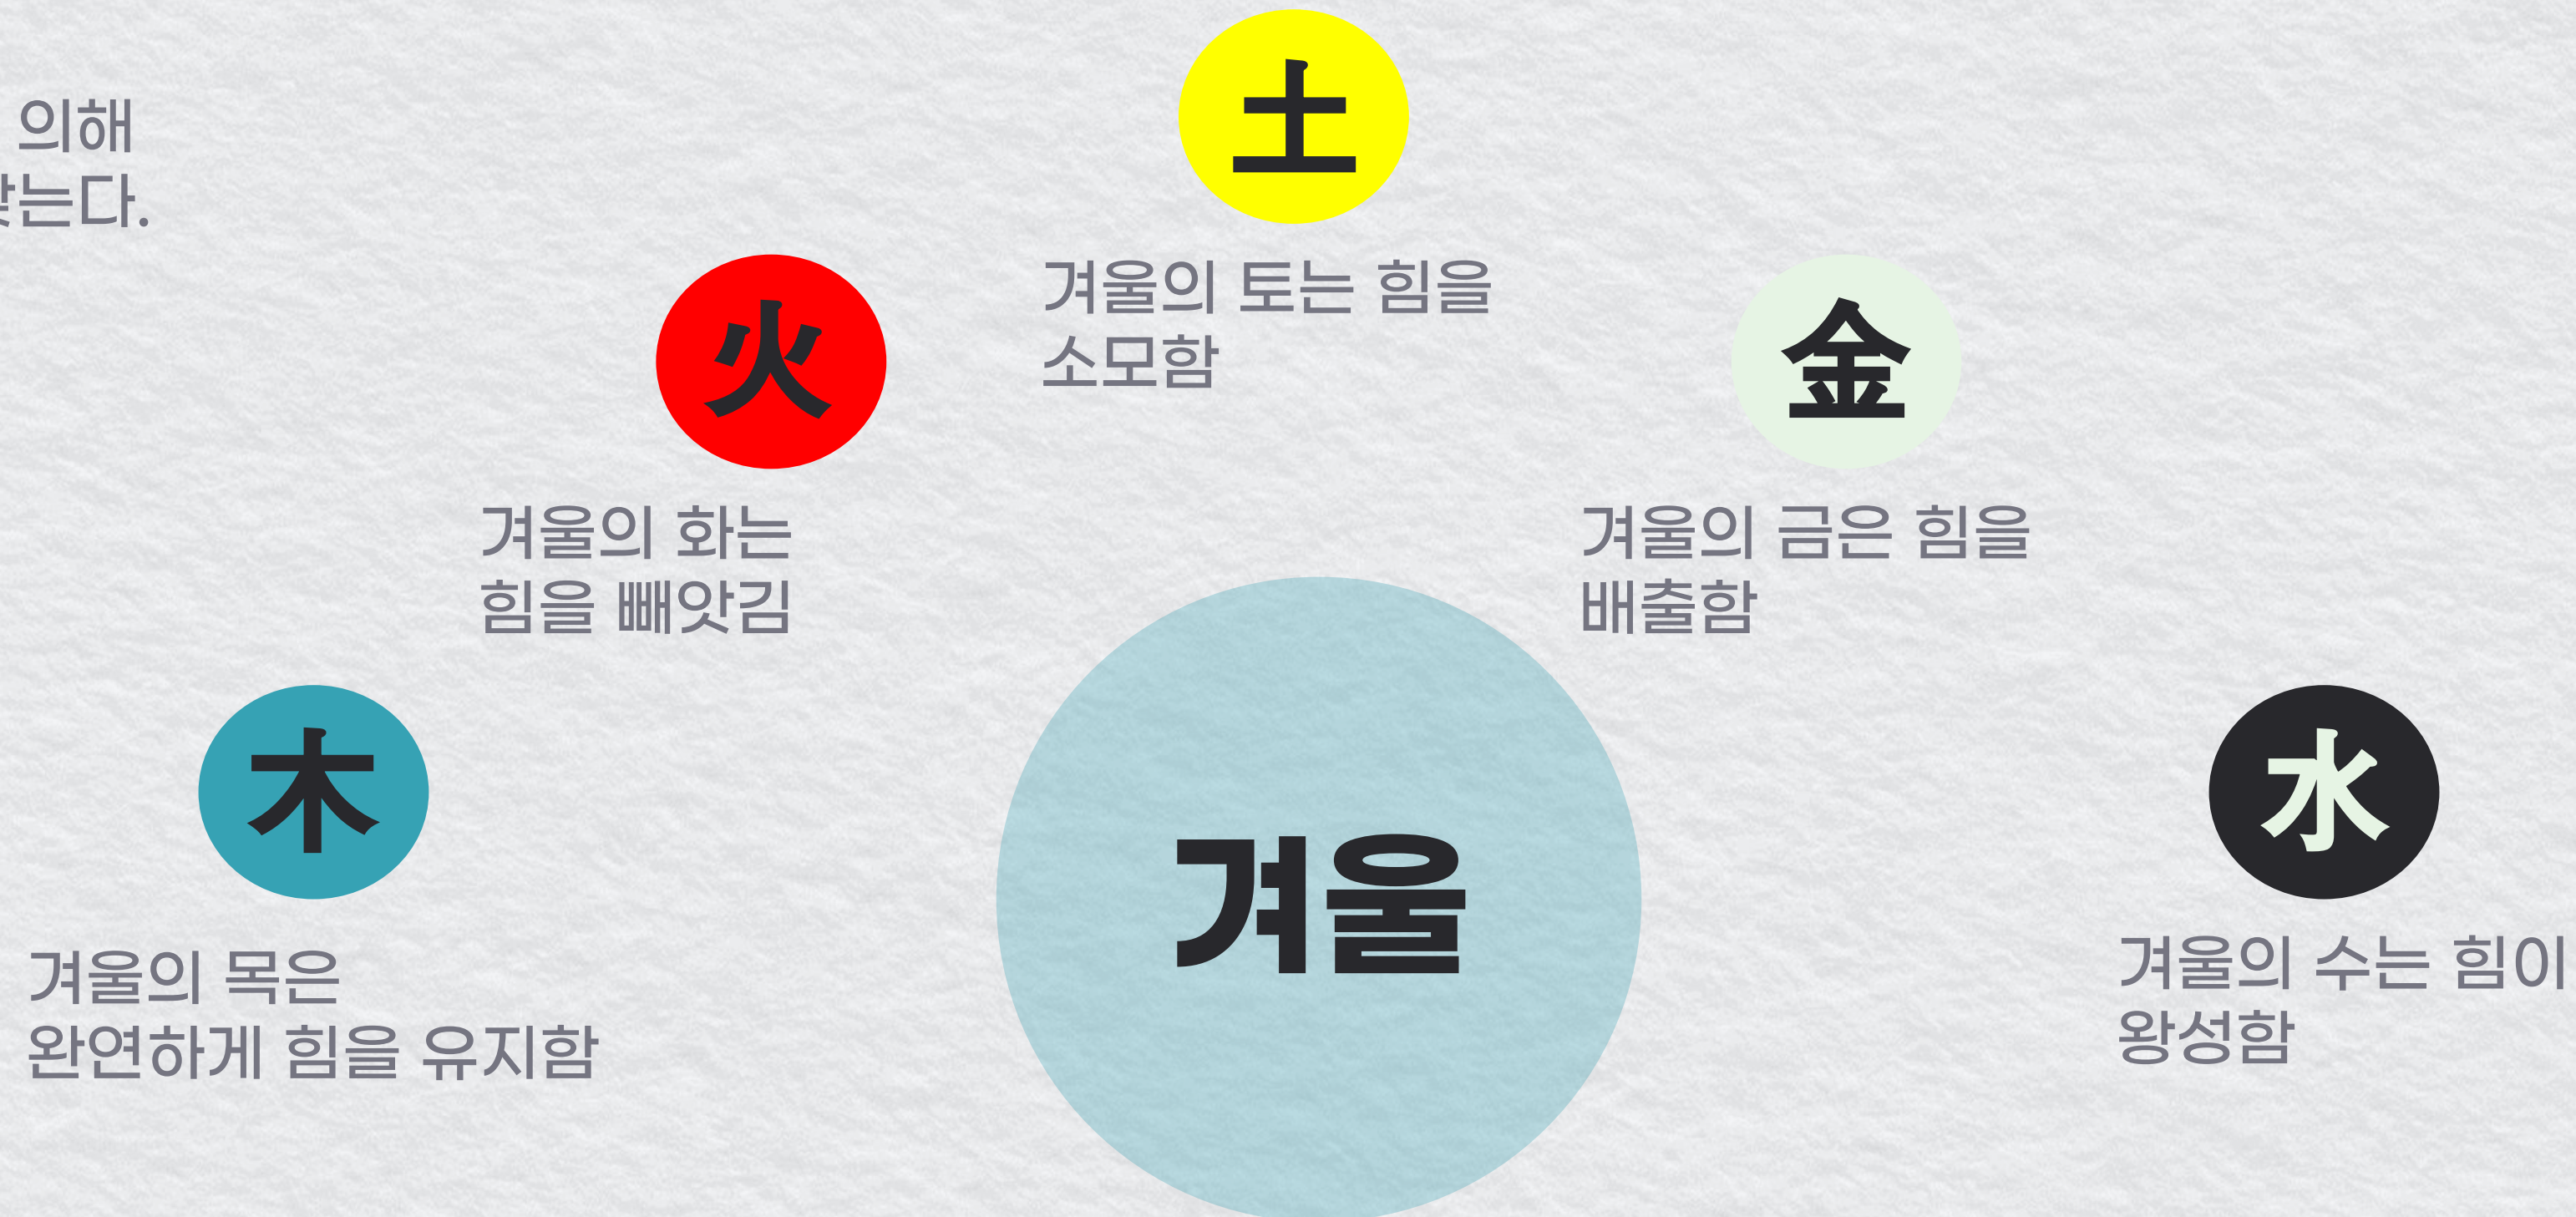 의해
는다.
土
겨울의 토는 힘을
소모함
火
겨울의 화는
힘을 빼앗김
金
겨울의 금은 힘을
배출함
木
겨울의 목은
완연하게 힘을 유지함
겨울
水
겨울의 수는 힘이
왕성함